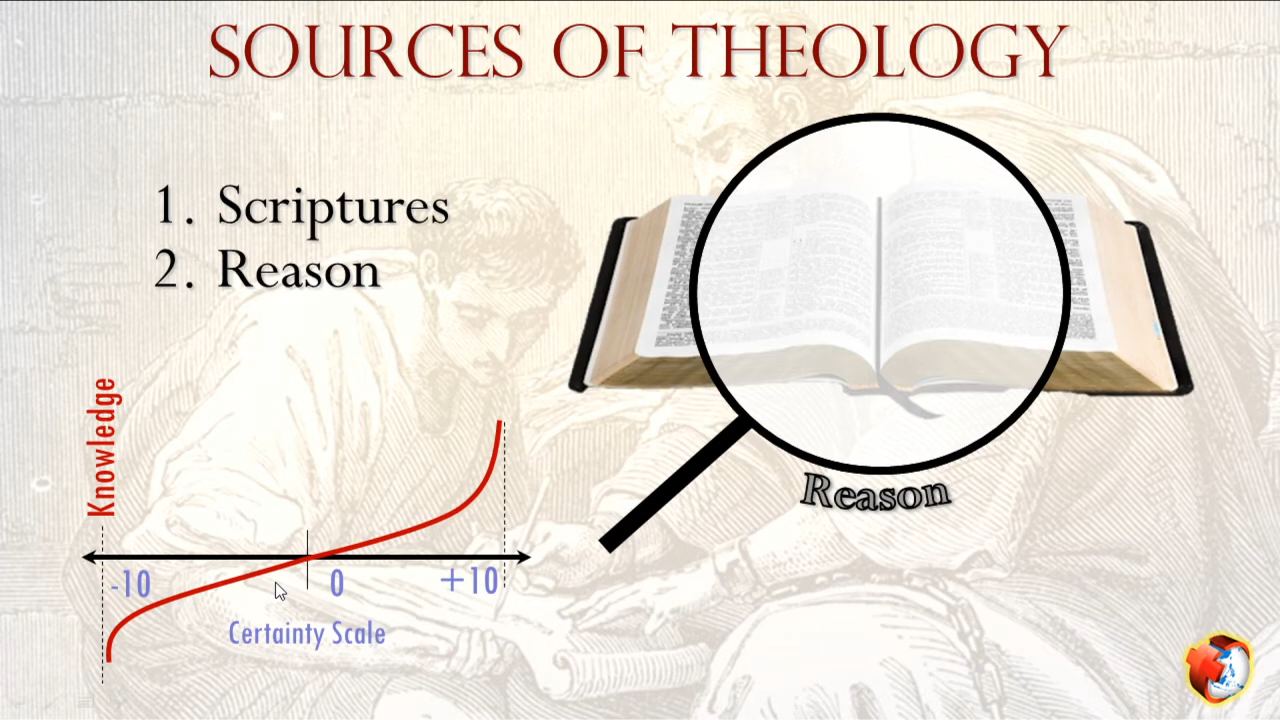 SOURCES OF THEOLOGY
1. Scriptures
2. Reason
Reason
Knowledge
-10
0
+10
Certainty Scale